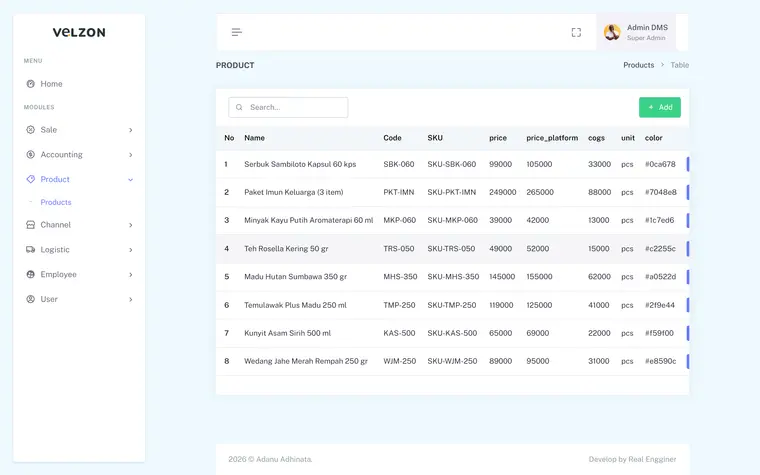 VELZON
MENU
Home
MODULES
Sale
Accounting
Product
Products
Channel
Logistic
Employee
User
Admin DMS
Super Admin
PRODUCT
Products > Table
Search...
+ Add
No Name Code SKU price price_platform cogs unit color
1 Serbuk Sambiloto Kapsul 60 kps SBK-060 SKU-SBK-060 99000 105000 33000 pcs #0ca678
2 Paket Imun Keluarga (3 item) PKT-IMN SKU-PKT-IMN 249000 265000 88000 pcs #7048e8
3 Minyak Kayu Putih Aromaterapi 60 ml MKP-060 SKU-MKP-060 39000 42000 13000 pcs #1c7ed6
4 Teh Rosella Kering 50 gr TRS-050 SKU-TRS-050 49000 52000 15000 pcs #c2255c
5 Madu Hutan Sumbawa 350 gr MHS-350 SKU-MHS-350 145000 155000 62000 pcs #a0522d
6 Temulawak Plus Madu 250 ml TMP-250 SKU-TMP-250 119000 125000 41000 pcs #2f9e44
7 Kunyit Asam Sirih 500 ml KAS-500 SKU-KAS-500 65000 69000 22000 pcs #f59f00
8 Wedang Jahe Merah Rempah 250 gr WJM-250 SKU-WJM-250 89000 95000 31000 pcs #e8590c
2026 © Adanu Adhinata.
Develop by Real Engginer